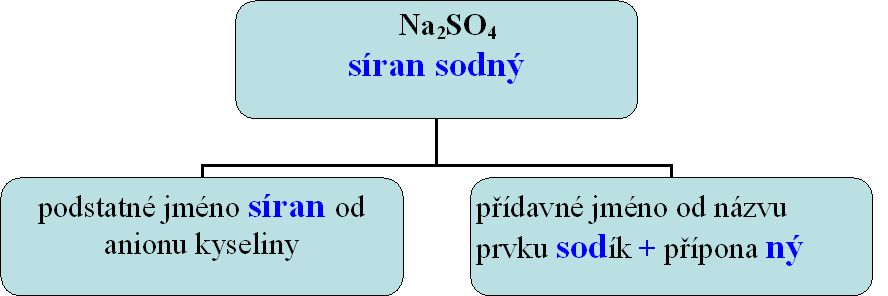 Na₂SO₄
síran sodný
podstatné jméno síran od
anionu kyseliny
přídavné jméno od názvu
prvku sodík + přípona ný